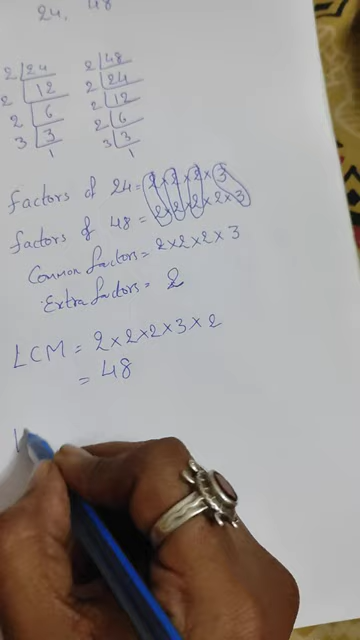 24, 48
2 24 2 48
2 12 2 24
2 6 2 12
3 3 2 6
1 3 3
1
Factors of 24 = 2 × 2 × 2 × 3
Factors of 48 = 2 × 2 × 2 × 2 × 3
Common factors = 2 × 2 × 2 × 3
Extra factors = 2
LCM = 2 × 2 × 2 × 3 × 2
= 48